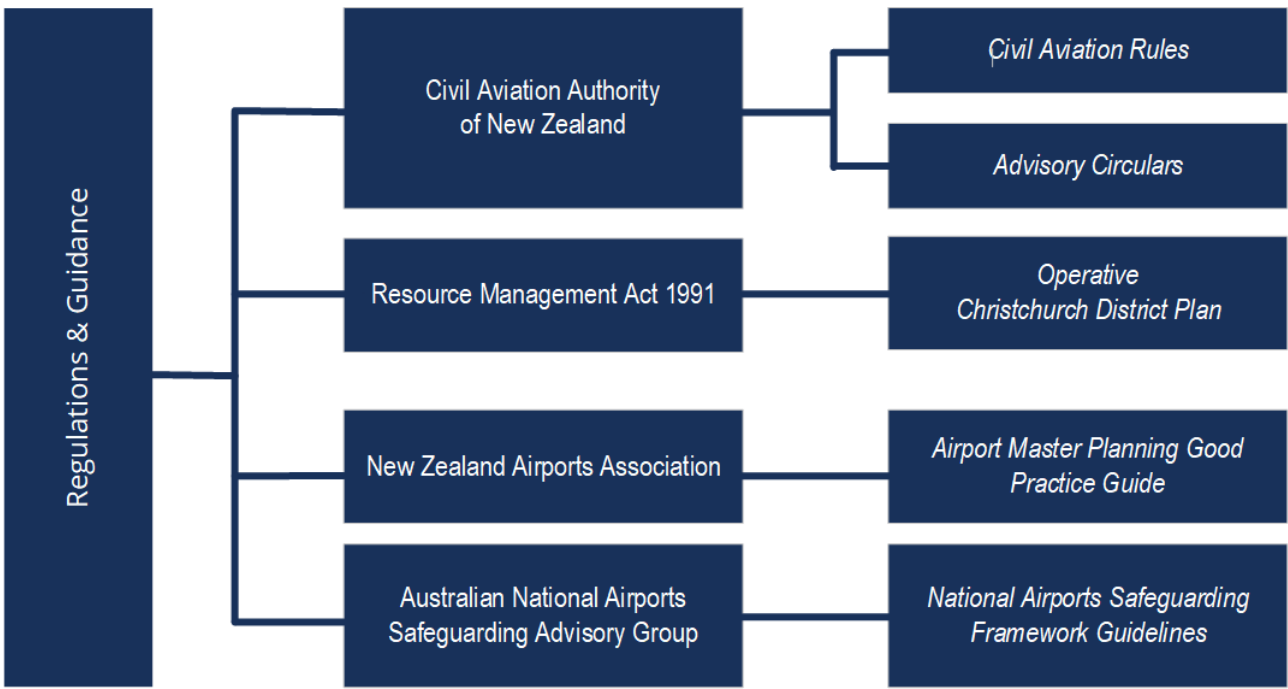 Regulations & Guidance
Civil Aviation Authority
of New Zealand
Civil Aviation Rules
Advisory Circulars
Resource Management Act 1991
Operative
Christchurch District Plan
New Zealand Airports Association
Airport Master Planning Good
Practice Guide
Australian National Airports
Safeguarding Advisory Group
National Airports Safeguarding
Framework Guidelines